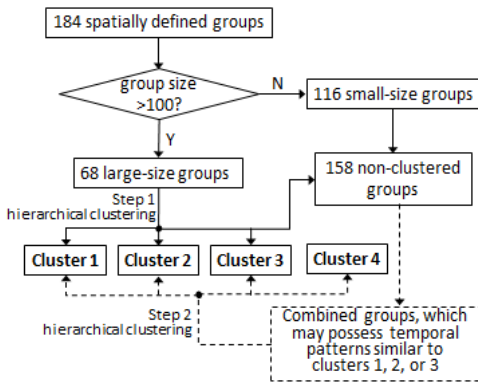 184 spatially defined groups
group size
>100?
N
116 small-size groups
Y
68 large-size groups
158 non-clustered
groups
Step 1
hierarchical clustering
Cluster 1
Cluster 2
Cluster 3
Cluster 4
Step 2
hierarchical clustering
Combined groups, which
may possess temporal
patterns similar to
clusters 1, 2, or 3